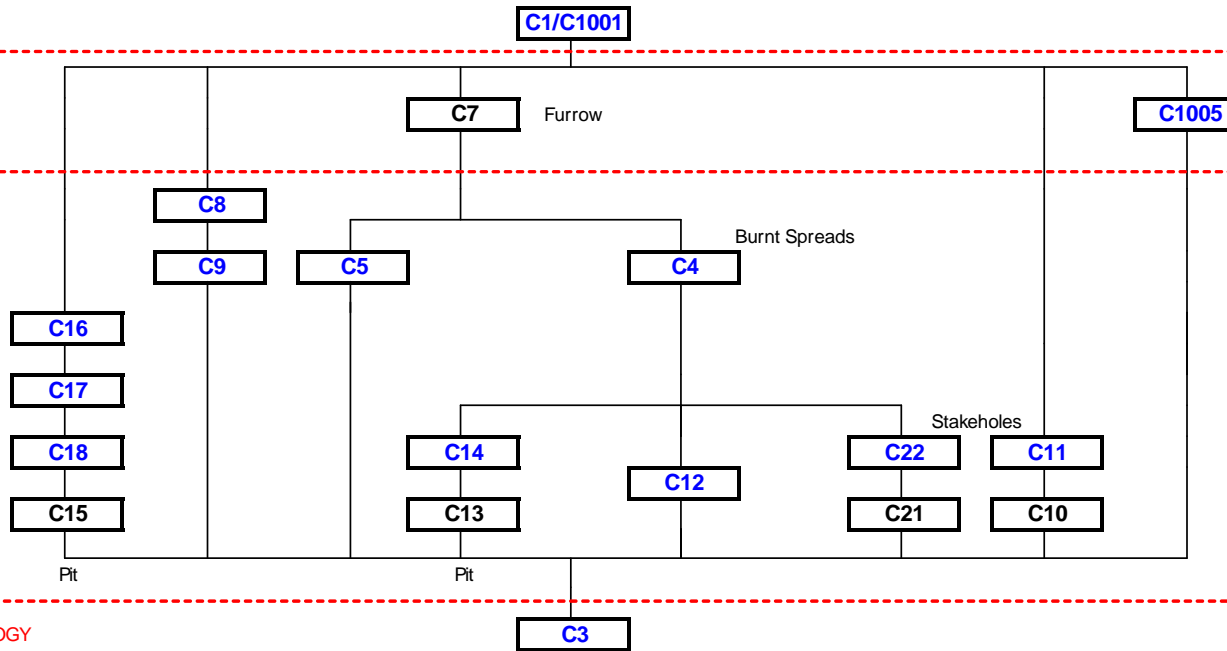 C1/C1001
C7
Furrow
C1005
C8
Burnt Spreads
C9
C5
C4
C16
C17
Stakeholes
C18
C14
C22
C11
C12
C15
C13
C21
C10
Pit
Pit
OGY
C3